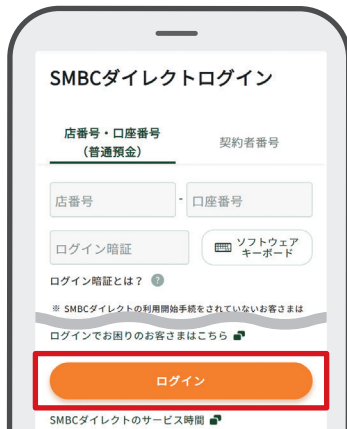 SMBCダイレクトログイン
店番号・口座番号
（普通預金）
契約者番号
店番号
-
口座番号
ログイン暗証
ソフトウェア
キーボード
ログイン暗証とは？ ?
※ SMBCダイレクトの利用開始手続をされていないお客さまは
ログインでお困りのお客さまはこちら
ログイン
SMBCダイレクトのサービス時間